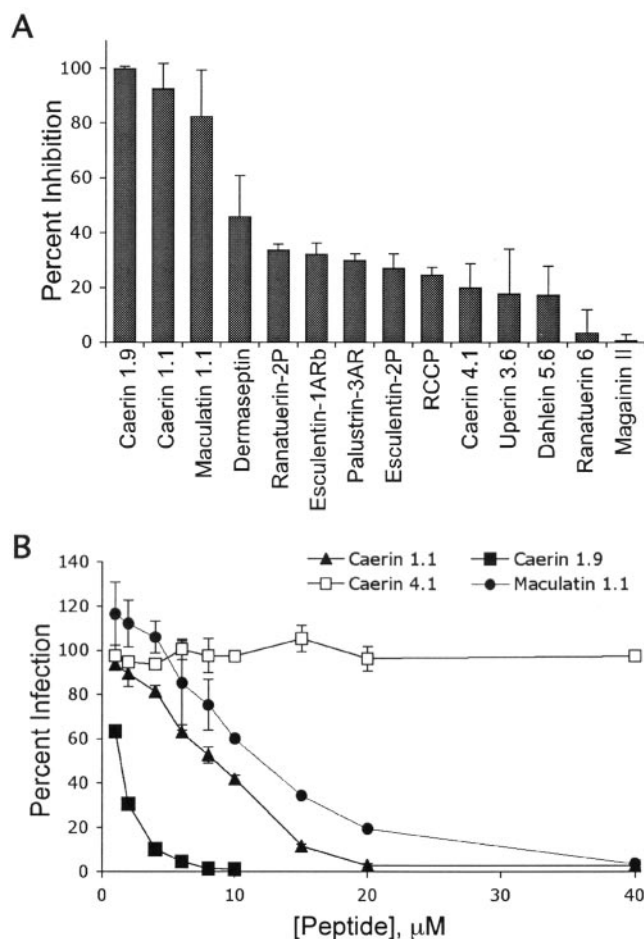 A
Percent Inhibition
100
80
60
40
20
0
Caerin 1.9
Caerin 1.1
Maculatin 1.1
Dermaseptin
Ranatuerin-2P
Esculentin-1ARb
Palustrin-3AR
Esculentin-2P
RCCP
Caerin 4.1
Uperin 3.6
Dahlein 5.6
Ranatuerin 6
Magainin II
B
Percent Infection
140
120
100
80
60
40
20
0
Caerin 1.1
Caerin 1.9
Caerin 4.1
Maculatin 1.1
0 10 20 30 40
[Peptide], μM